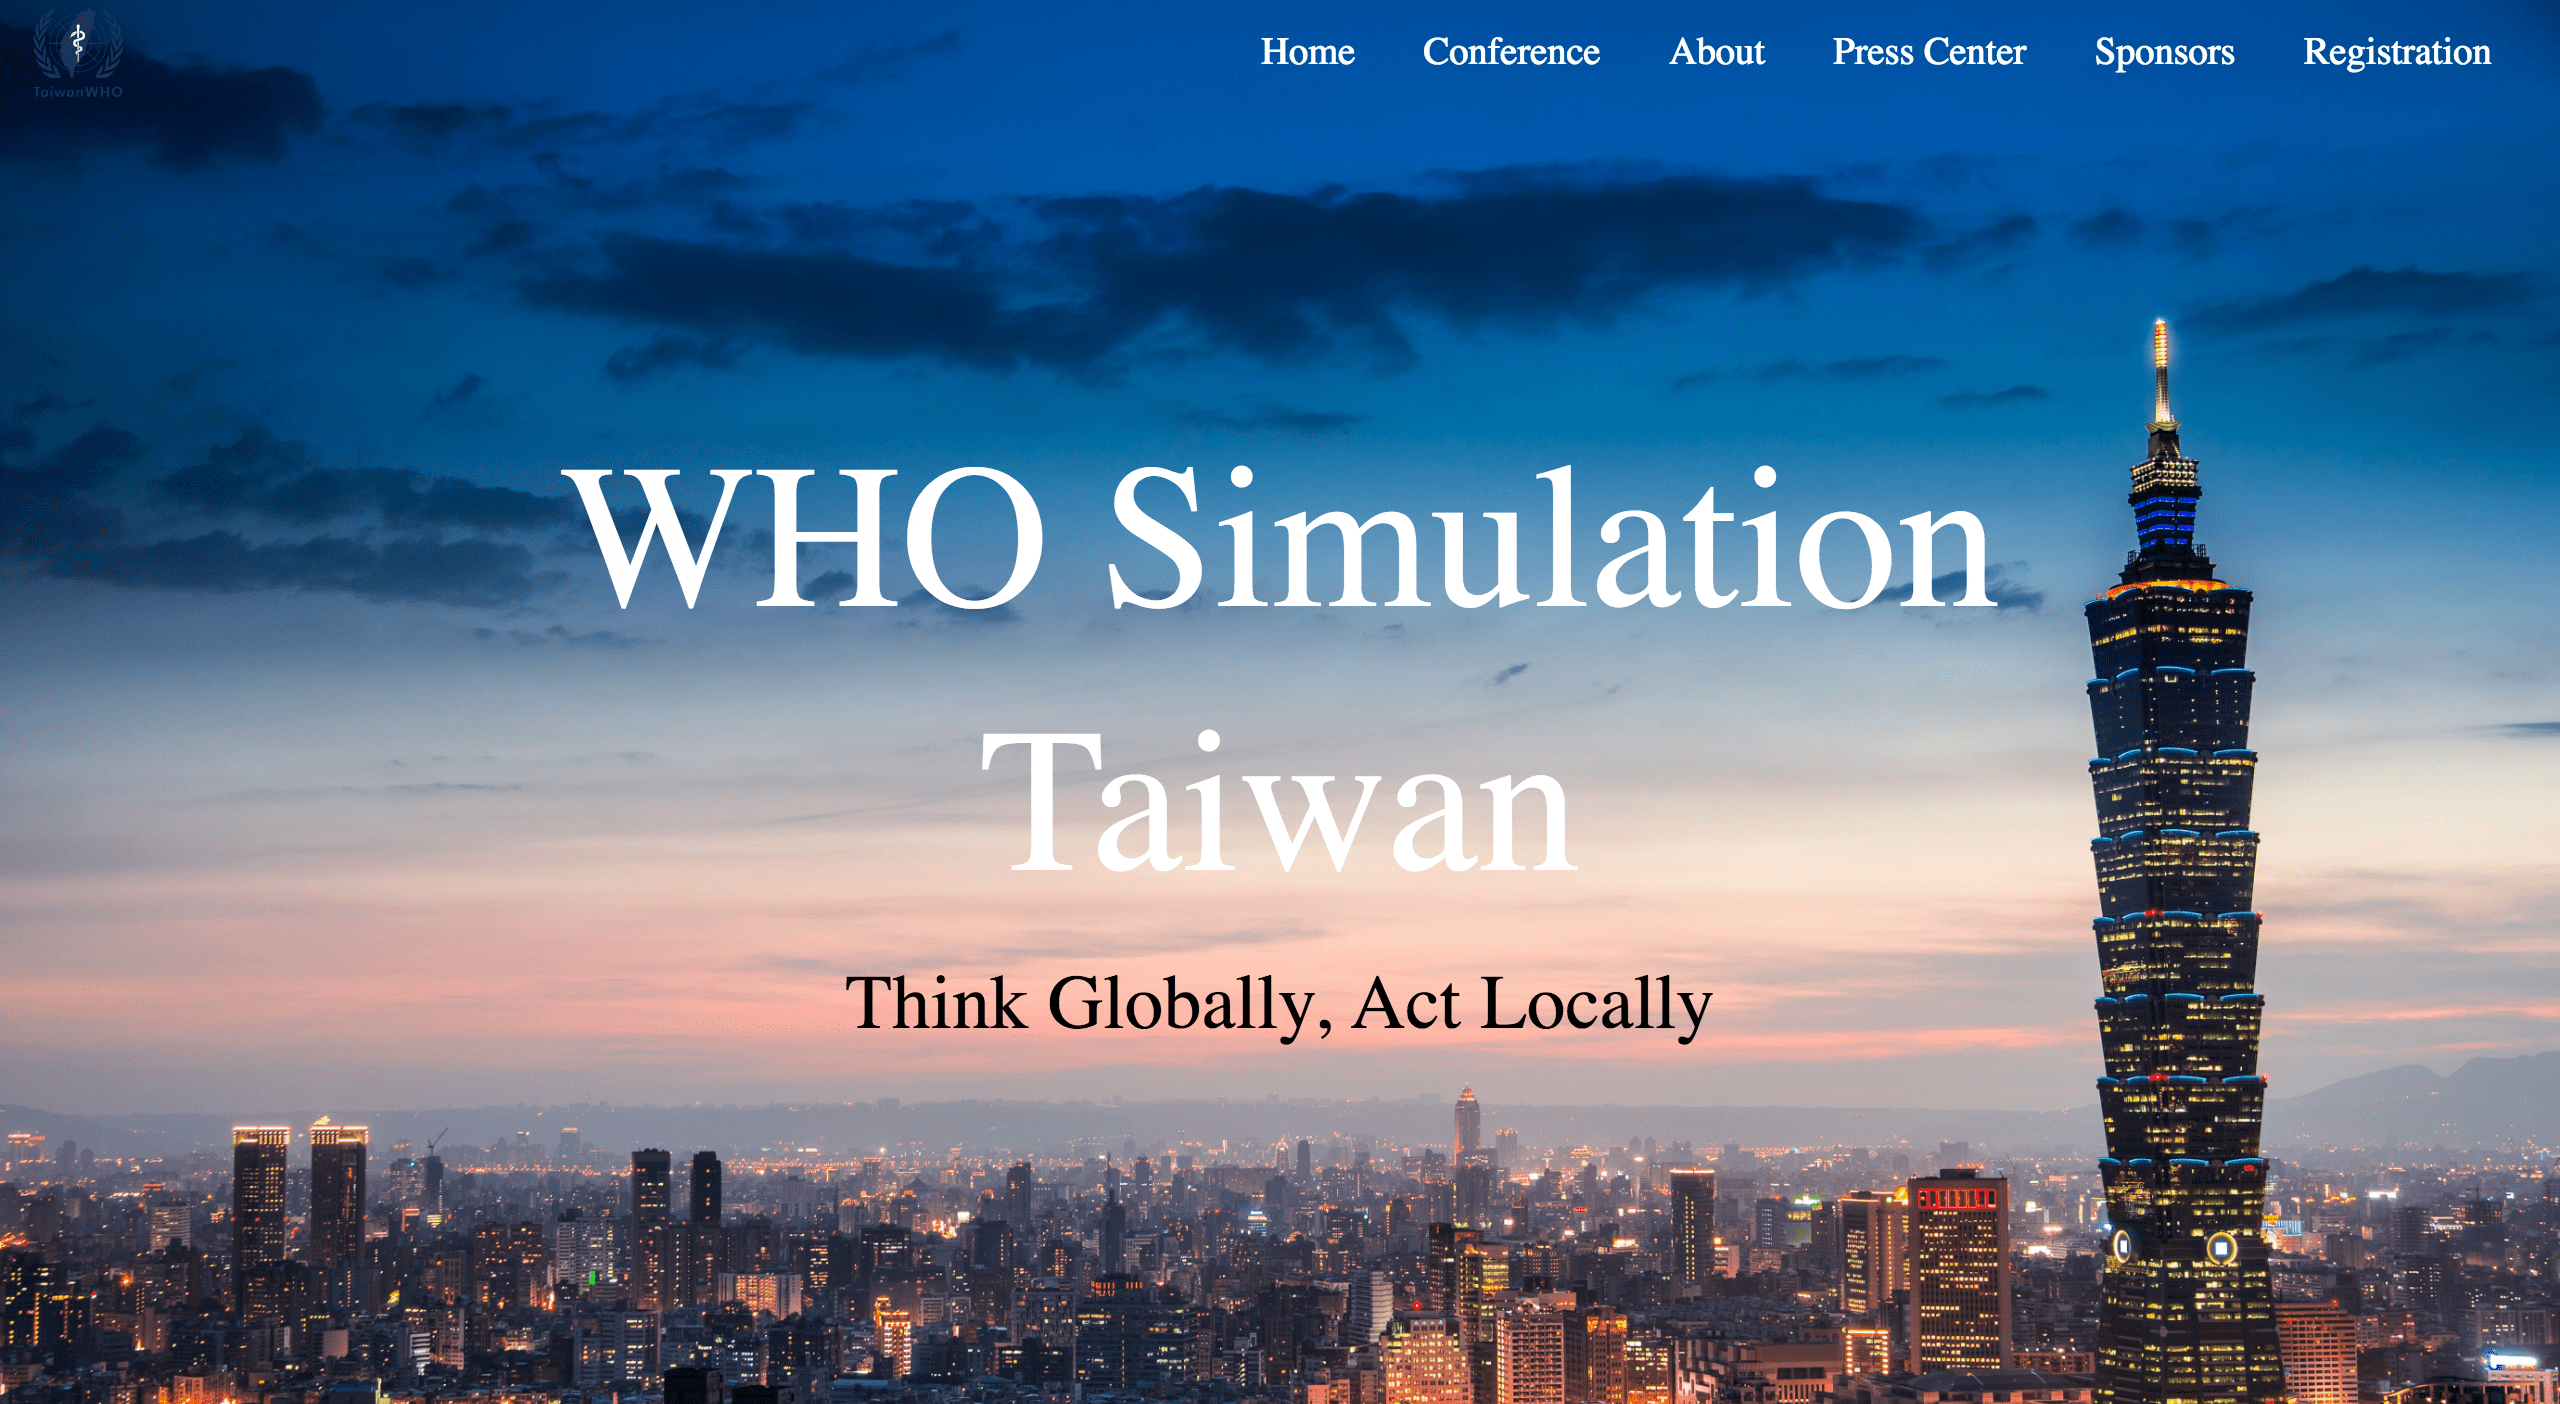 TaiwanWHO
Home Conference About Press Center Sponsors Registration
WHO Simulation
Taiwan
Think Globally, Act Locally